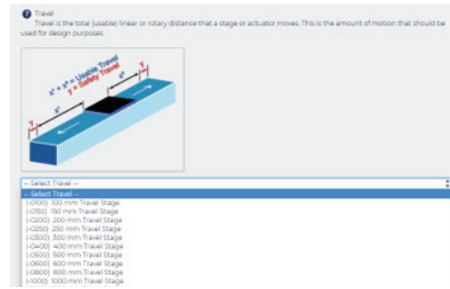 ? Travel
Travel is the total (usable) linear or rotary distance that a stage or actuator moves. This is the amount of motion that should be
used for design purposes.
x' + x" = Usable Travel
y = Safety Travel
y
x'
x"
y
-- Select Travel --
-- Select Travel --
(-0100) 100 mm Travel Stage
(-0150) 150 mm Travel Stage
(-0200) 200 mm Travel Stage
(-0250) 250 mm Travel Stage
(-0300) 300 mm Travel Stage
(-0400) 400 mm Travel Stage
(-0500) 500 mm Travel Stage
(-0600) 600 mm Travel Stage
(-0800) 800 mm Travel Stage
(-1000) 1000 mm Travel Stage